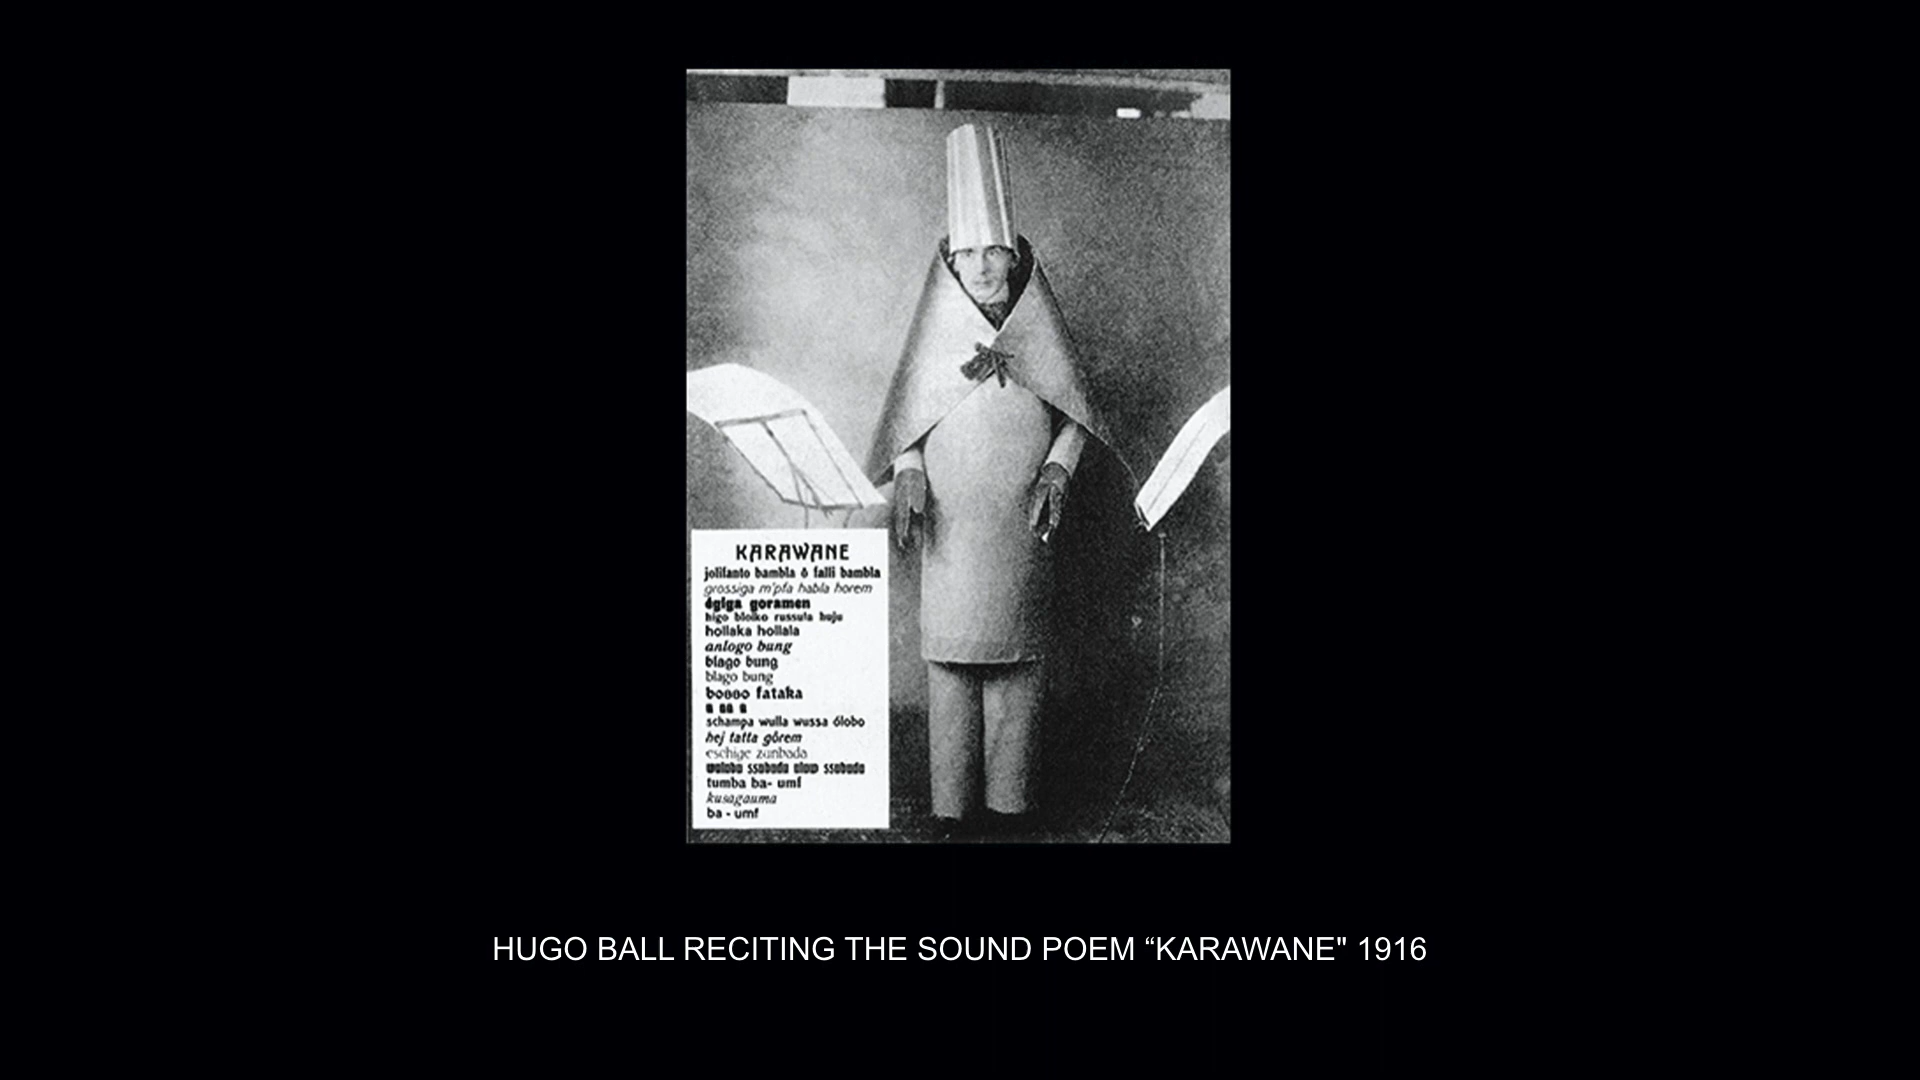 KARAWANE
jolifanto bambla ô falli bambla
grossiga m'pfa habla horem
égiga goramen
higo bloiko russula huju
hollaka hollala
anlogo bung
blago bung
blago bung
bosso fataka
ü üü ü
schampa wulla wussa ólobo
hej tatta gôrem
eschige zunbada
wulubu ssubudu uluw ssubudu
tumba ba- umf
kusagauma
ba - umf
HUGO BALL RECITING THE SOUND POEM “KARAWANE" 1916